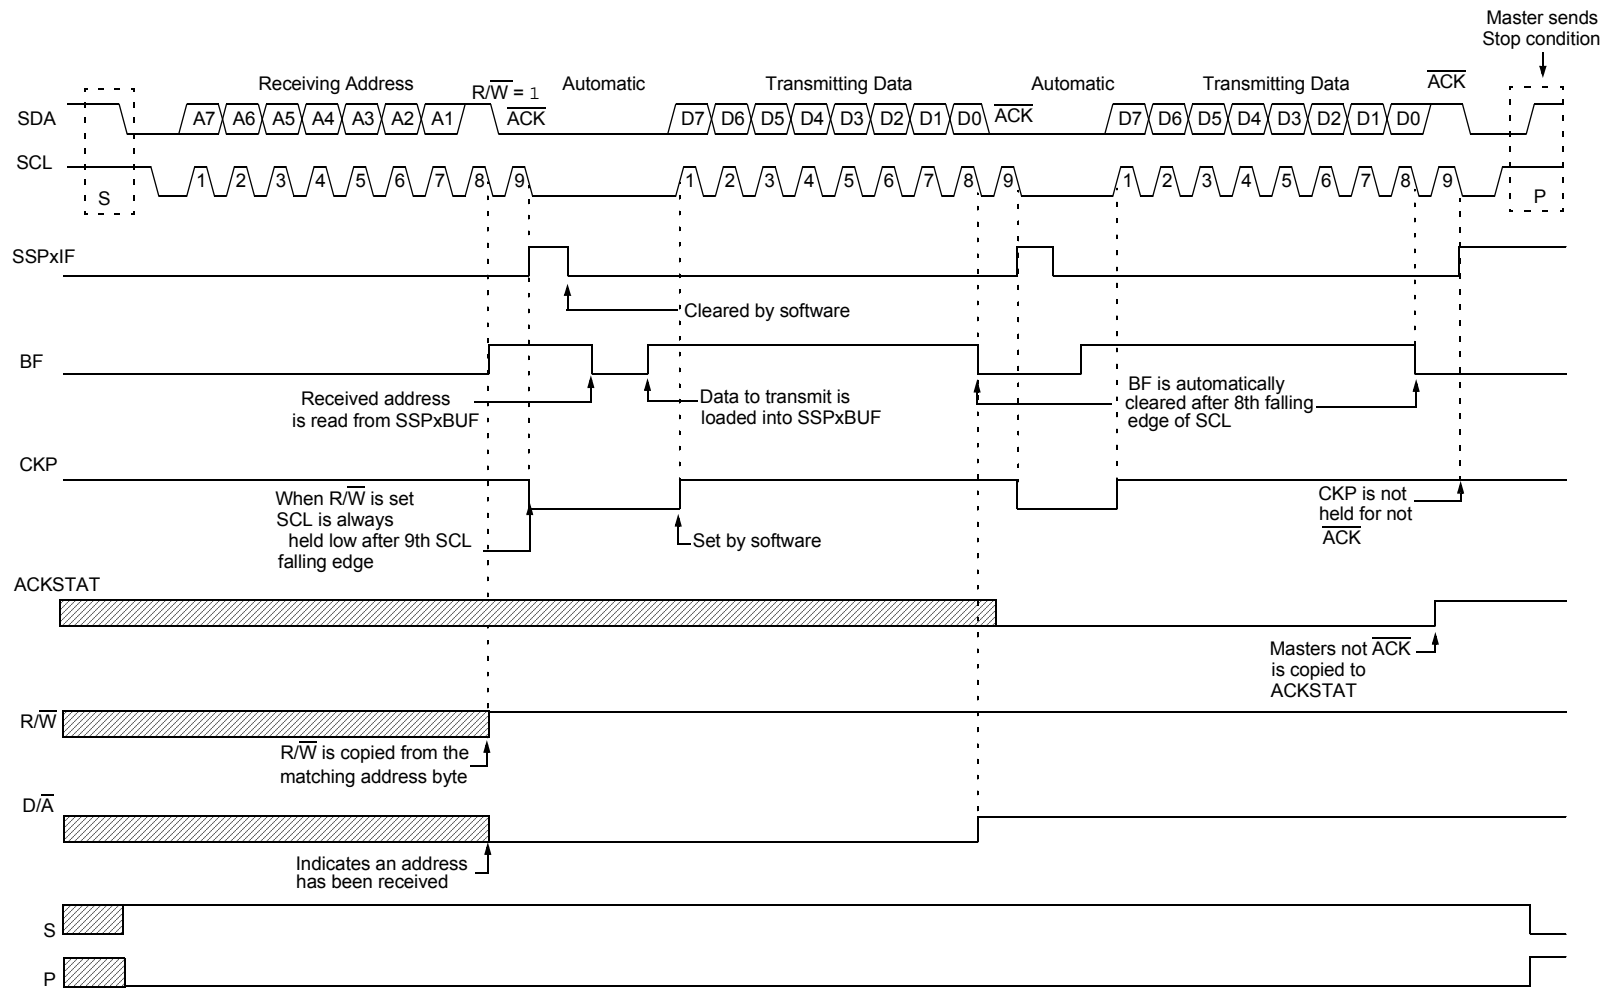 Master sends
Stop condition
Receiving Address
R/W̅ = 1
Automatic
Transmitting Data
A̅C̅K̅
Automatic
Transmitting Data
A̅C̅K̅
SDA
A7 A6 A5 A4 A3 A2 A1
A̅C̅K̅
D7 D6 D5 D4 D3 D2 D1 D0
D7 D6 D5 D4 D3 D2 D1 D0
SCL
S
1 2 3 4 5 6 7 8 9
1 2 3 4 5 6 7 8 9
1 2 3 4 5 6 7 8 9
P
SSPxIF
Cleared by software
BF
Received address
is read from SSPxBUF
Data to transmit is
loaded into SSPxBUF
BF is automatically
cleared after 8th falling
edge of SCL
CKP
When R/W̅ is set
SCL is always
held low after 9th SCL
falling edge
Set by software
CKP is not
held for not
A̅C̅K̅
ACKSTAT
Masters not A̅C̅K̅
is copied to
ACKSTAT
R/W̅
R/W̅ is copied from the
matching address byte
D/A̅
Indicates an address
has been received
S
P